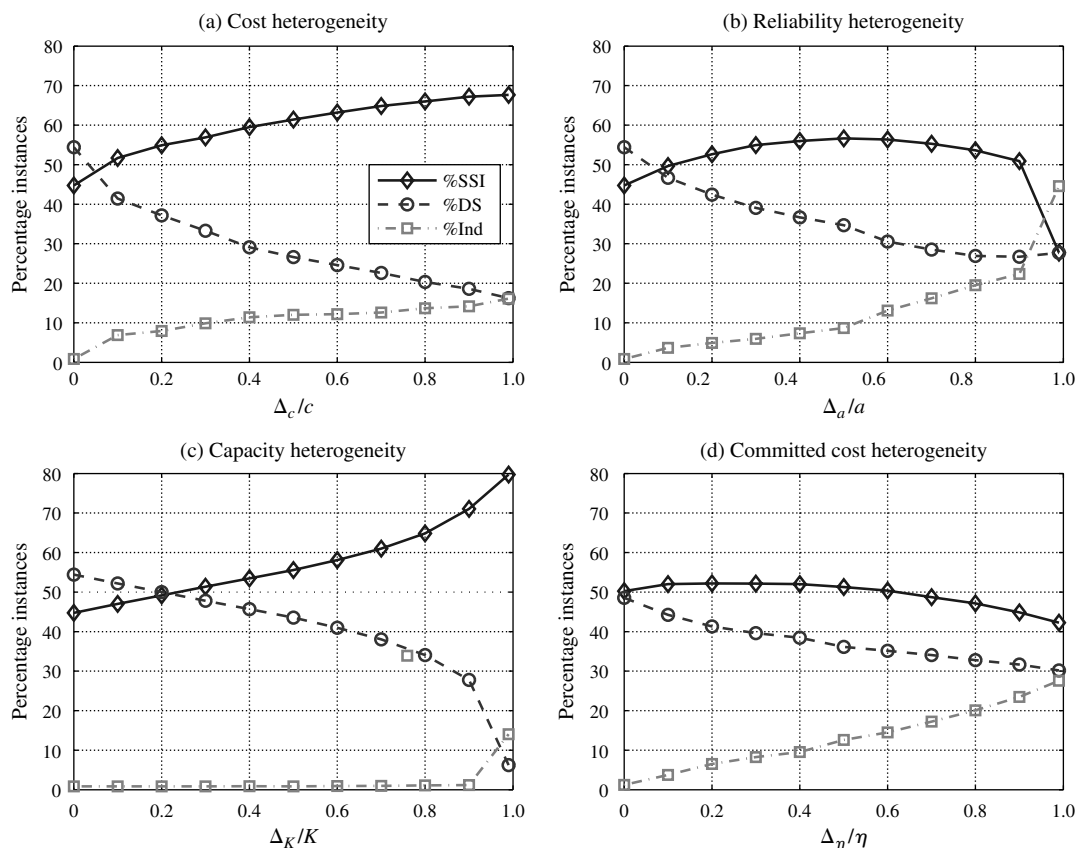 (a) Cost heterogeneity
80
70
60
50
40
30
20
10
0
Percentage instances
%SSI
%DS
%Ind
0 0.2 0.4 0.6 0.8 1.0
Δc/c
(b) Reliability heterogeneity
80
70
60
50
40
30
20
10
0
Percentage instances
0 0.2 0.4 0.6 0.8 1.0
Δa/a
(c) Capacity heterogeneity
80
70
60
50
40
30
20
10
0
Percentage instances
0 0.2 0.4 0.6 0.8 1.0
ΔK/K
(d) Committed cost heterogeneity
80
70
60
50
40
30
20
10
0
Percentage instances
0 0.2 0.4 0.6 0.8 1.0
Δη/η